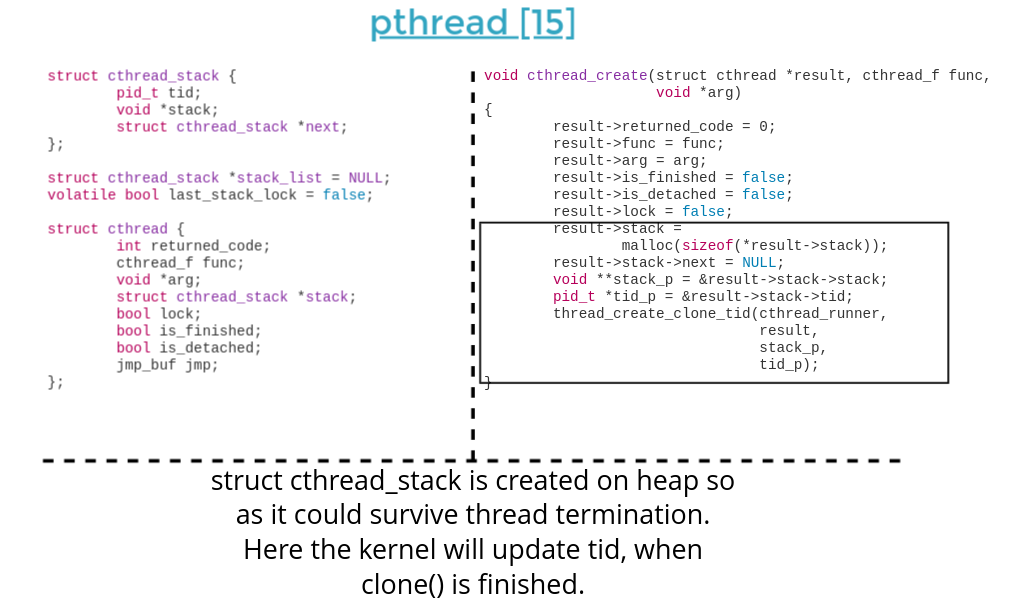 pthread [15]
struct cthread_stack {
        pid_t tid;
        void *stack;
        struct cthread_stack *next;
};
struct cthread_stack *stack_list = NULL;
volatile bool last_stack_lock = false;
struct cthread {
        int returned_code;
        cthread_f func;
        void *arg;
        struct cthread_stack *stack;
        bool lock;
        bool is_finished;
        bool is_detached;
        jmp_buf jmp;
};
void cthread_create(struct cthread *result, cthread_f func,
                    void *arg)
{
        result->returned_code = 0;
        result->func = func;
        result->arg = arg;
        result->is_finished = false;
        result->is_detached = false;
        result->lock = false;
        result->stack =
                malloc(sizeof(*result->stack));
        result->stack->next = NULL;
        void **stack_p = &result->stack->stack;
        pid_t *tid_p = &result->stack->tid;
        thread_create_clone_tid(cthread_runner,
                                result,
                                stack_p,
                                tid_p);
}
struct cthread_stack is created on heap so
as it could survive thread termination.
Here the kernel will update tid, when
clone() is finished.